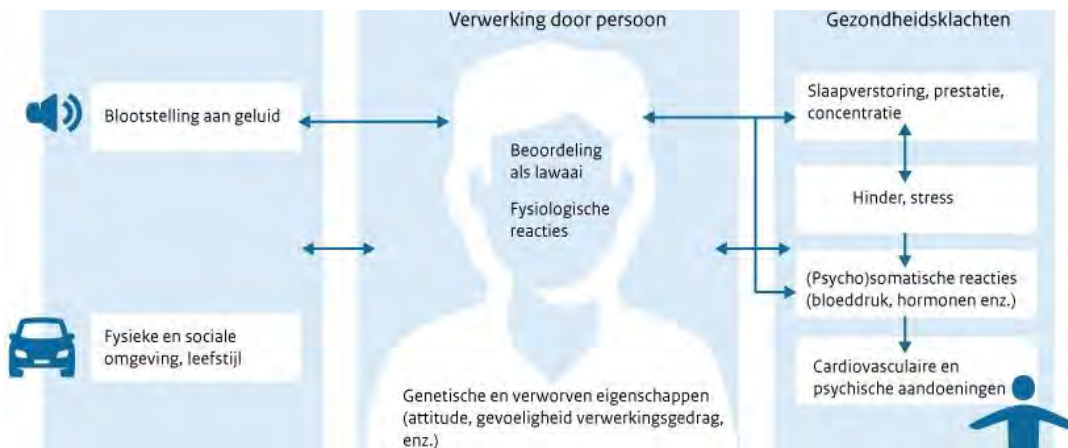 Verwerking door persoon
Gezondheidsklachten
Blootstelling aan geluid
Fysieke en sociale
omgeving, leefstijl
Beoordeling
als lawaai
Fysiologische
reacties
Genetische en verworven eigenschappen
(attitude, gevoeligheid verwerkingsgedrag,
enz.)
Slaapverstoring, prestatie,
concentratie
Hinder, stress
(Psycho)somatische reacties
(bloeddruk, hormonen enz.)
Cardiovasculaire en
psychische aandoeningen